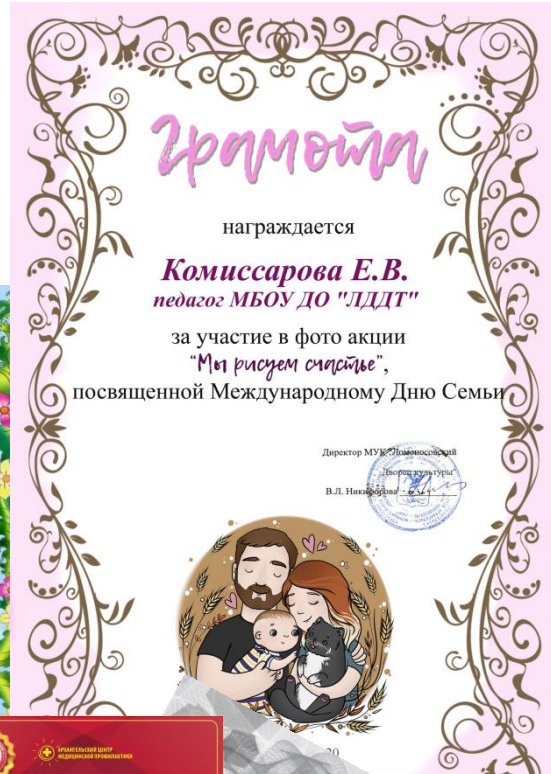 Грамота
награждается
Комиссарова Е.В.
педагог МБОУ ДО "ЛДДТ"
за участие в фото акции
"Мы рисуем счастье",
посвященной Международному Дню Семьи
Директор МУК "Ломоносовский
Дворец культуры"
В.Л. Никифорова
20
АРХАНГЕЛЬСКИЙ ЦЕНТР
МЕДИЦИНСКОЙ ПРОФИЛАКТИКИ